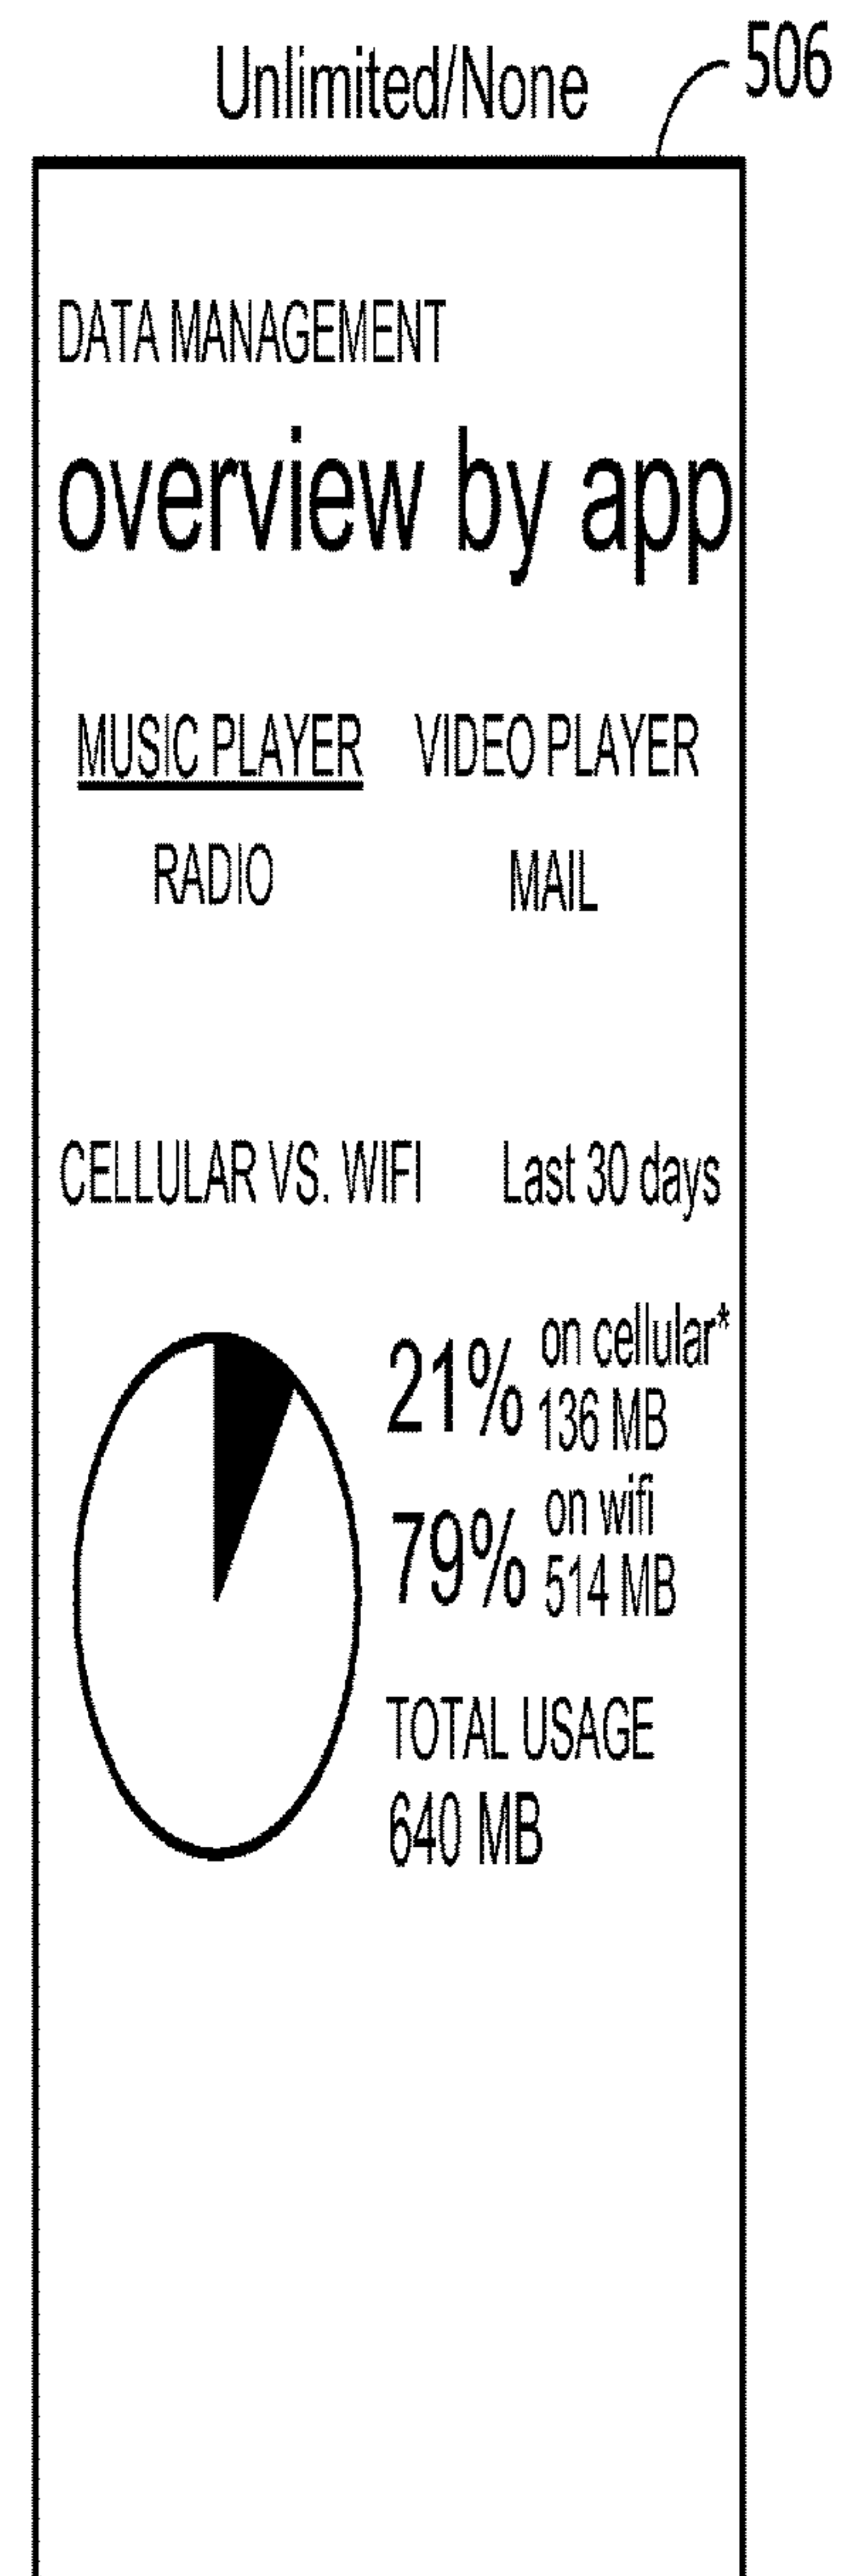 Unlimited/None
506
DATA MANAGEMENT
overview by app
MUSIC PLAYER VIDEO PLAYER
RADIO MAIL
CELLULAR VS. WIFI Last 30 days
21% on cellular*
136 MB
79% on wifi
514 MB
TOTAL USAGE
640 MB